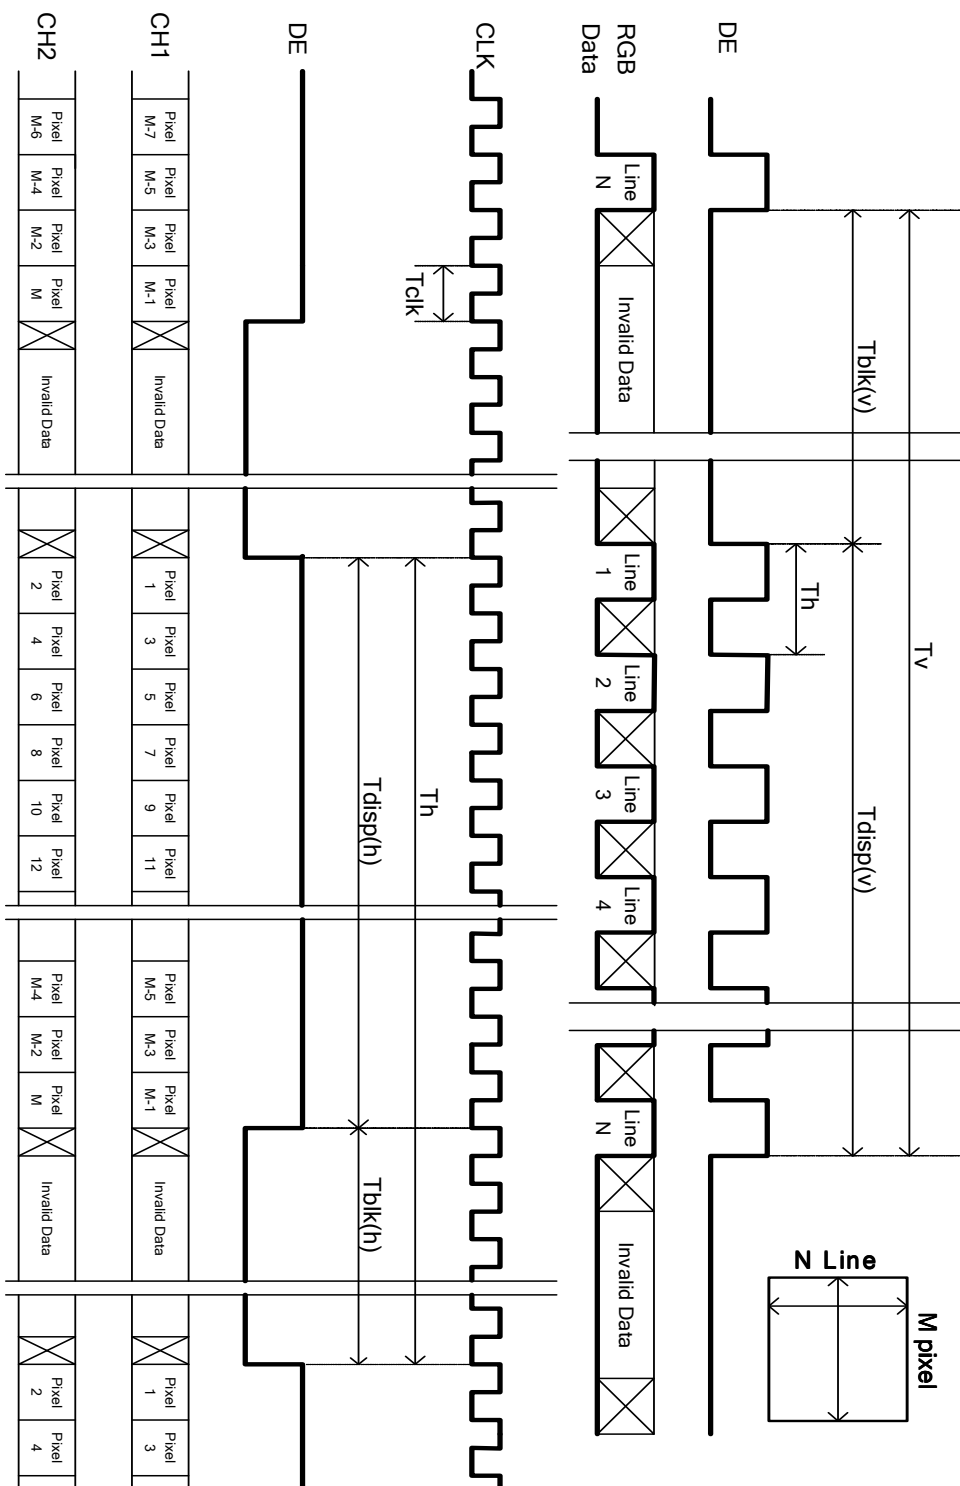 Tv
Tblk(v)
Tdisp(v)
Th
DE
RGB
Data
Line
N
Invalid Data
Line
1
Line
2
Line
3
Line
4
Line
N
Invalid Data
M pixel
N Line
CLK
Tclk
Th
Tdisp(h)
Tblk(h)
DE
CH1
Pixel
M-7
Pixel
M-5
Pixel
M-3
Pixel
M-1
Invalid Data
Pixel
1
Pixel
3
Pixel
5
Pixel
7
Pixel
9
Pixel
11
Pixel
M-5
Pixel
M-3
Pixel
M-1
Invalid Data
Pixel
1
Pixel
3
CH2
Pixel
M-6
Pixel
M-4
Pixel
M-2
Pixel
M
Invalid Data
Pixel
2
Pixel
4
Pixel
6
Pixel
8
Pixel
10
Pixel
12
Pixel
M-4
Pixel
M-2
Pixel
M
Invalid Data
Pixel
2
Pixel
4